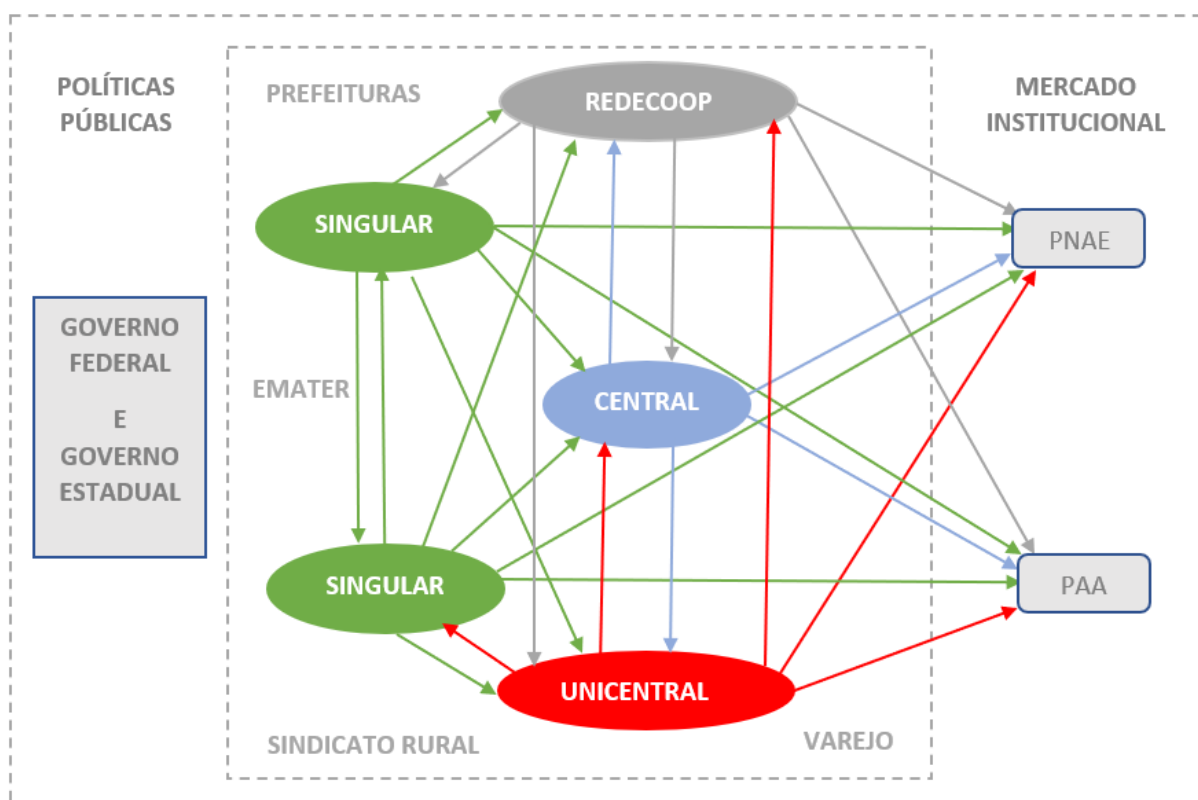 POLÍTICAS
PÚBLICAS
PREFEITURAS
REDECOOP
MERCADO
INSTITUCIONAL
SINGULAR
PNAE
GOVERNO
FEDERAL
E
GOVERNO
ESTADUAL
EMATER
CENTRAL
SINGULAR
PAA
UNICENTRAL
SINDICATO RURAL
VAREJO